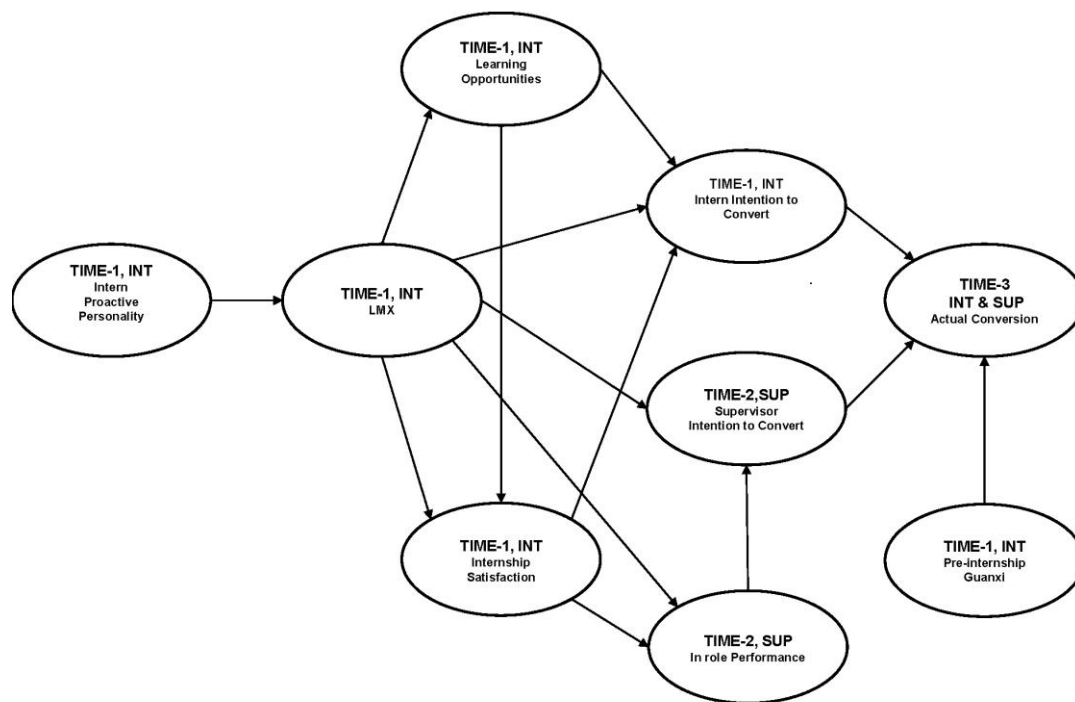 TIME-1, INT
Learning
Opportunities
TIME-1, INT
Intern Intention to
Convert
TIME-1, INT
Intern
Proactive
Personality
TIME-1, INT
LMX
TIME-3
INT & SUP
Actual Conversion
TIME-2,SUP
Supervisor
Intention to Convert
TIME-1, INT
Internship
Satisfaction
TIME-1, INT
Pre-internship
Guanxi
TIME-2, SUP
In role Performance